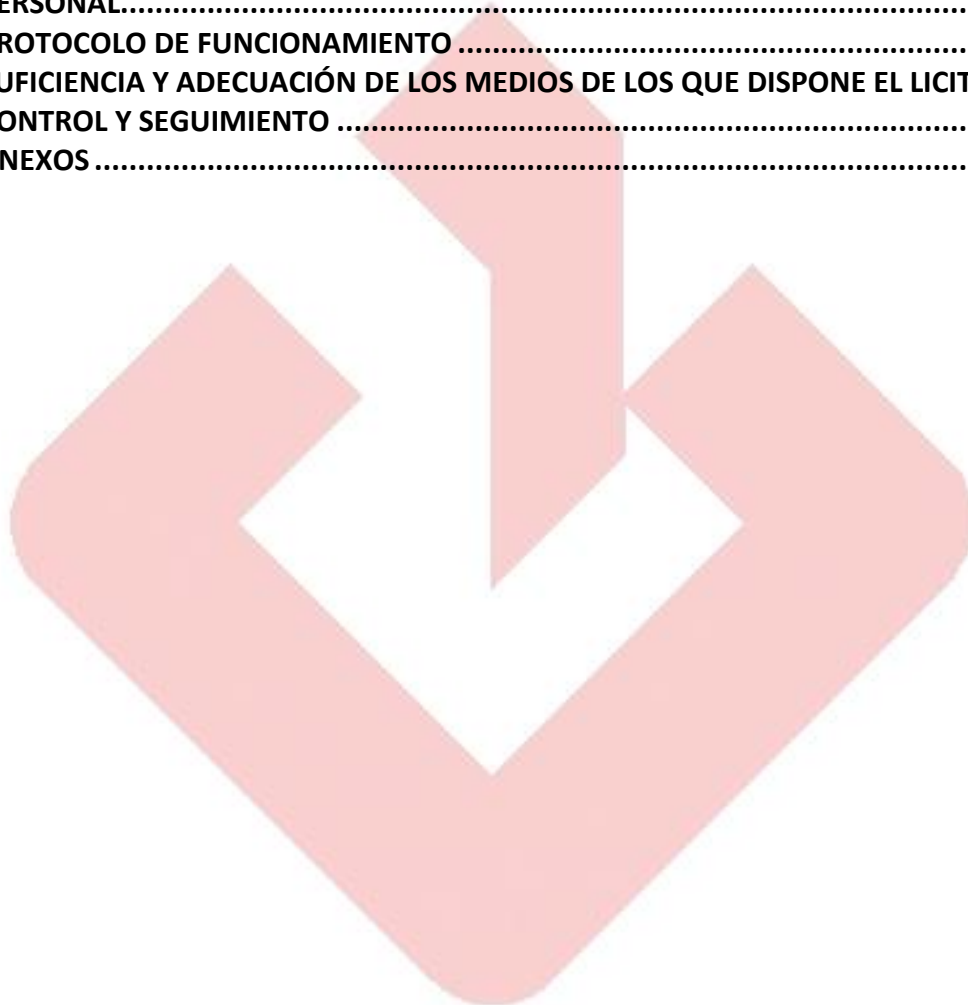 ERSONAL....................................................................................................
ROTOCOLO DE FUNCIONAMIENTO ...............................................................
UFICIENCIA Y ADECUACIÓN DE LOS MEDIOS DE LOS QUE DISPONE EL LICIT
ONTROL Y SEGUIMIENTO ................................................................................
NEXOS ..............................................................................................................